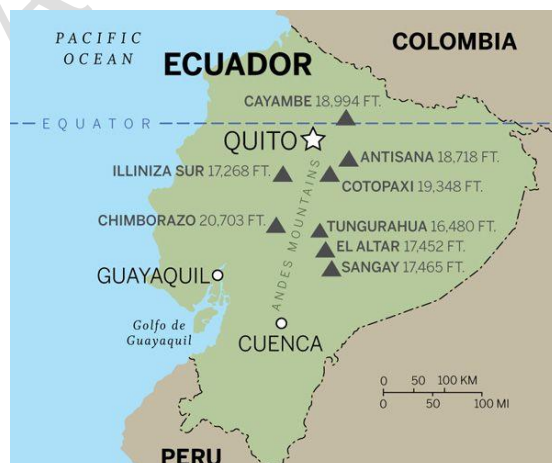 PACIFIC
OCEAN
COLOMBIA
ECUADOR
CAYAMBE 18,994 FT.
EQUATOR
QUITO
ANTISANA 18,718 FT.
ILLINIZA SUR 17,268 FT.
COTOPAXI 19,348 FT.
ANDES MOUNTAINS
CHIMBORAZO 20,703 FT.
TUNGURAHUA 16,480 FT.
EL ALTAR 17,452 FT.
SANGAY 17,465 FT.
GUAYAQUIL
Golfo de
Guayaquil
CUENCA
0 50 100 KM
0 50 100 MI
PERU